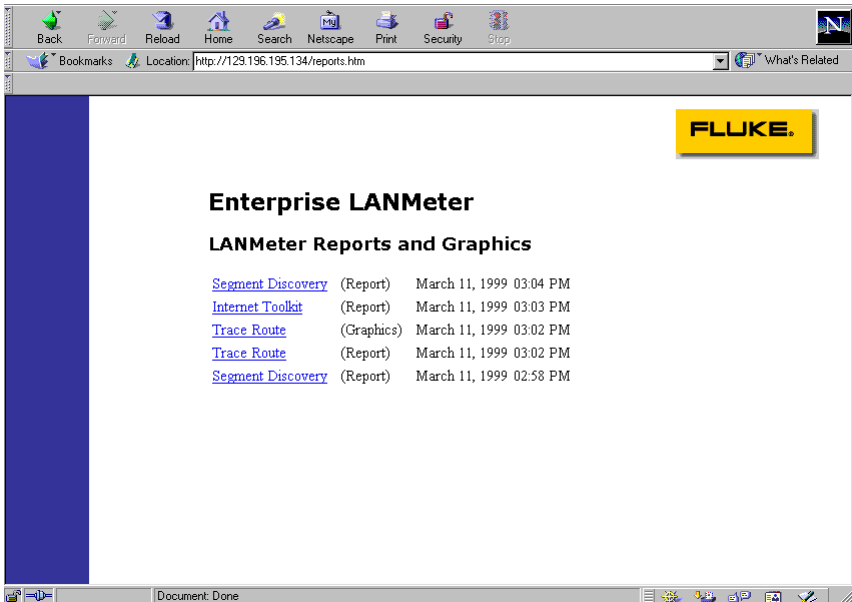 Back Forward Reload Home Search Netscape Print Security Stop
Bookmarks Location: http://129.196.195.134/reports.htm What's Related
FLUKE®
Enterprise LANMeter
LANMeter Reports and Graphics
Segment Discovery (Report) March 11, 1999 03:04 PM
Internet Toolkit (Report) March 11, 1999 03:03 PM
Trace Route (Graphics) March 11, 1999 03:02 PM
Trace Route (Report) March 11, 1999 03:02 PM
Segment Discovery (Report) March 11, 1999 02:58 PM
Document: Done